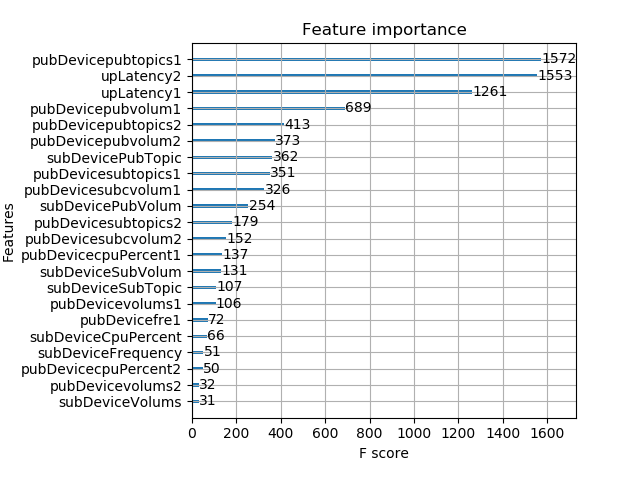 Feature importance
pubDevicepubtopics1 1572
upLatency2 1553
upLatency1 1261
pubDevicepubvolum1 689
pubDevicepubtopics2 413
pubDevicepubvolum2 373
subDevicePubTopic 362
pubDevicesubtopics1 351
pubDevicesubcvolum1 326
subDevicePubVolum 254
pubDevicesubtopics2 179
pubDevicesubcvolum2 152
pubDevicecpuPercent1 137
subDeviceSubVolum 131
subDeviceSubTopic 107
pubDevicevolums1 106
pubDevicefre1 72
subDeviceCpuPercent 66
subDeviceFrequency 51
pubDevicecpuPercent2 50
pubDevicevolums2 32
subDeviceVolums 31
Features
0 200 400 600 800 1000 1200 1400 1600
F score